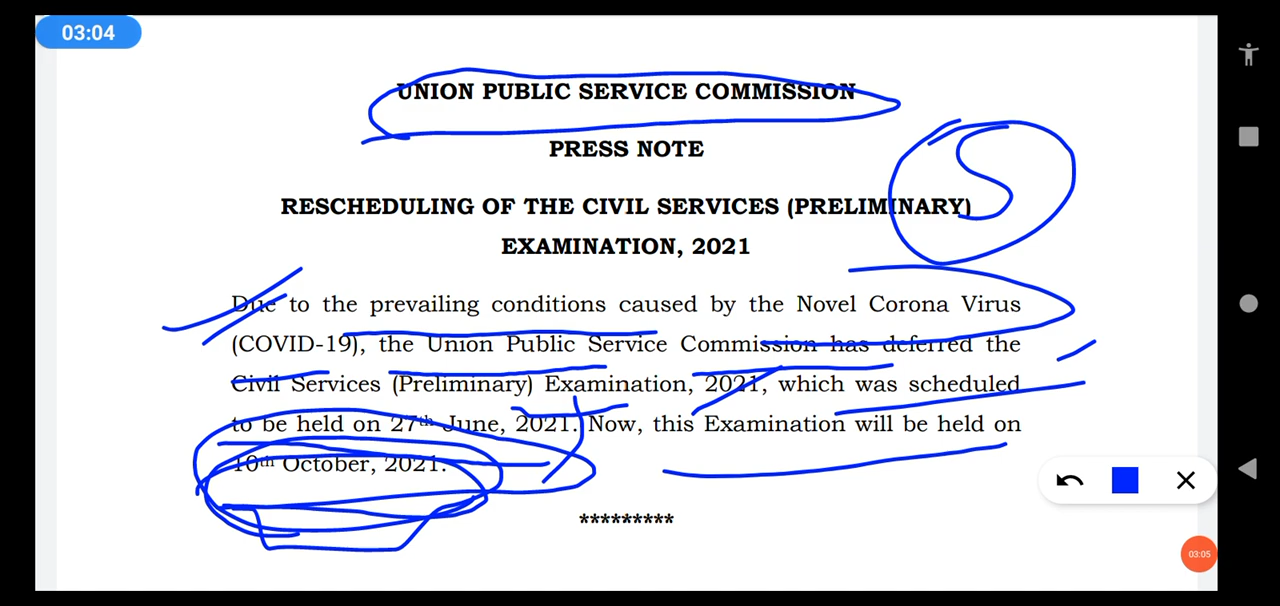 03:04
UNION PUBLIC SERVICE COMMISSION
PRESS NOTE
RESCHEDULING OF THE CIVIL SERVICES (PRELIMINARY)
EXAMINATION, 2021
Due to the prevailing conditions caused by the Novel Corona Virus
(COVID-19), the Union Public Service Commission has deferred the
Civil Services (Preliminary) Examination, 2021, which was scheduled
to be held on 27th June, 2021. Now, this Examination will be held on
10th October, 2021.
*********
03:05